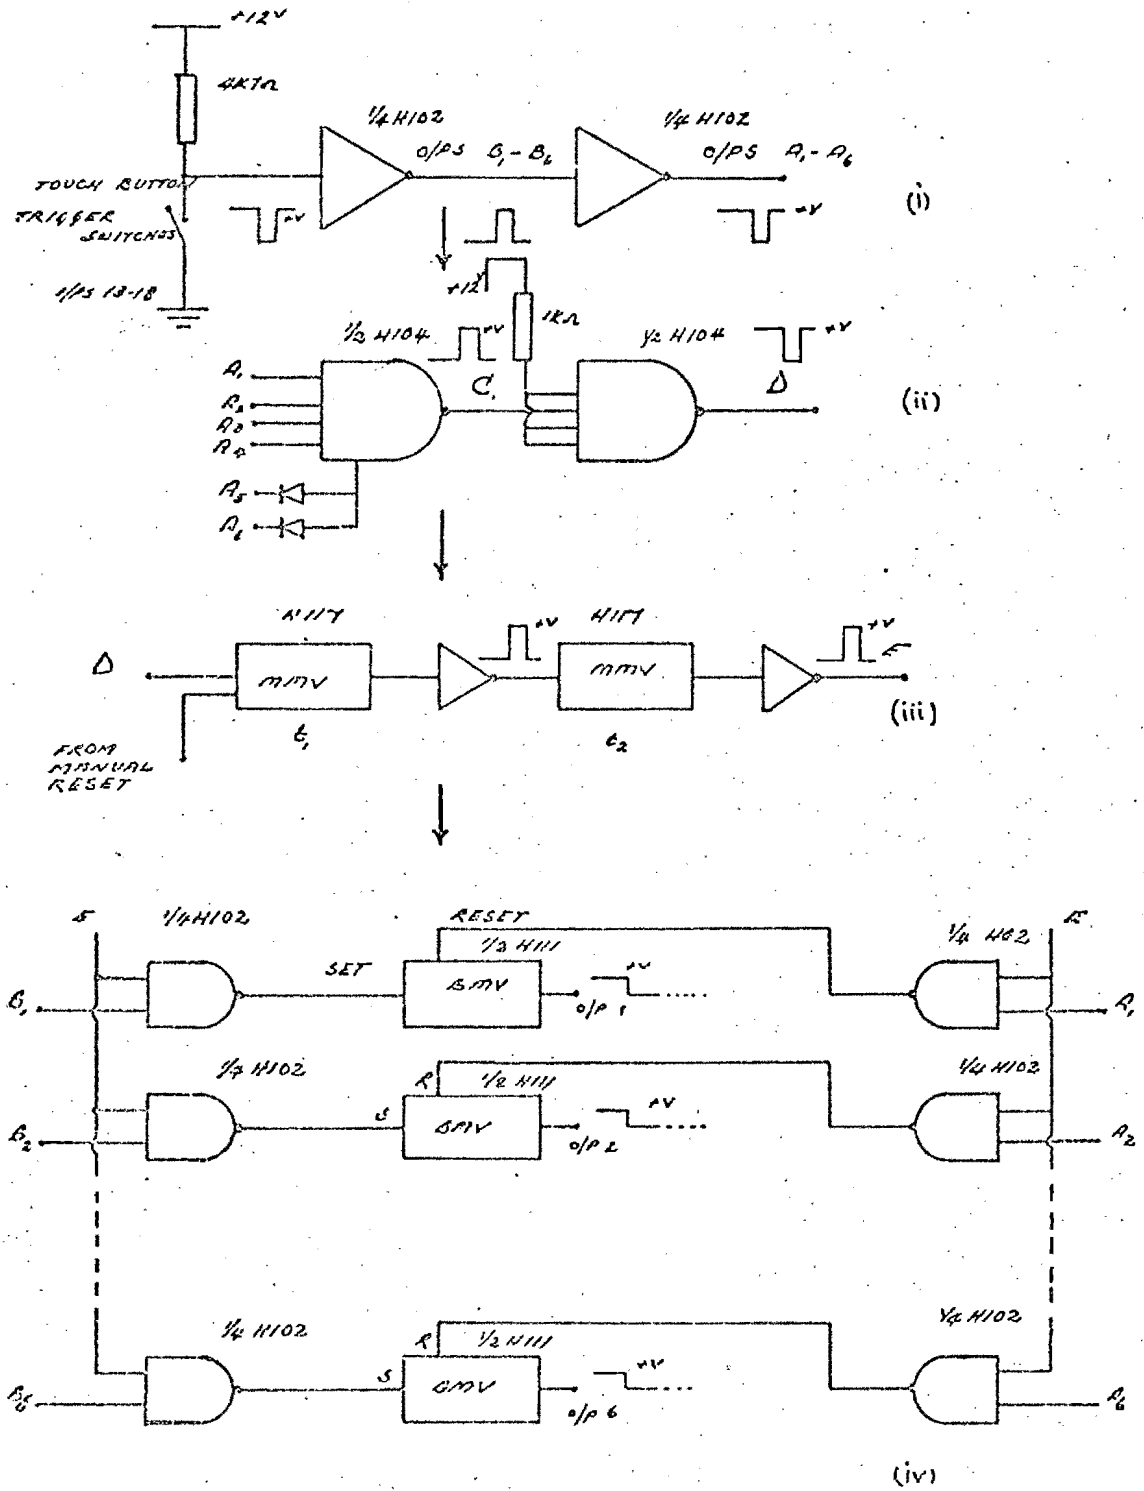 +12V
4K7Ω
1/4 H102
1/4 H102
O/PS B1-B6
O/PS A1-A6
TOUCH BUTTON
TRIGGER
SWITCHES
+V
+V
(i)
I/PS 13-18
+12V
1KΩ
1/2 H104
+V
1/2 H104
+V
A1
A2
A3
A4
C1
D
(ii)
A5
A6
H117
+V
H117
+V
D
MMV
MMV
E
t1
t2
(iii)
FROM
MANUAL
RESET
E
1/4 H102
RESET
1/2 H111
E
SET
BMV
+V
B1
O/P 1
A1
1/4 H102
R
1/2 H111
1/4 H102
S
BMV
+V
B2
O/P 2
A2
1/4 H102
R
1/2 H111
1/4 H102
S
BMV
+V
B6
O/P 6
A6
(iv)